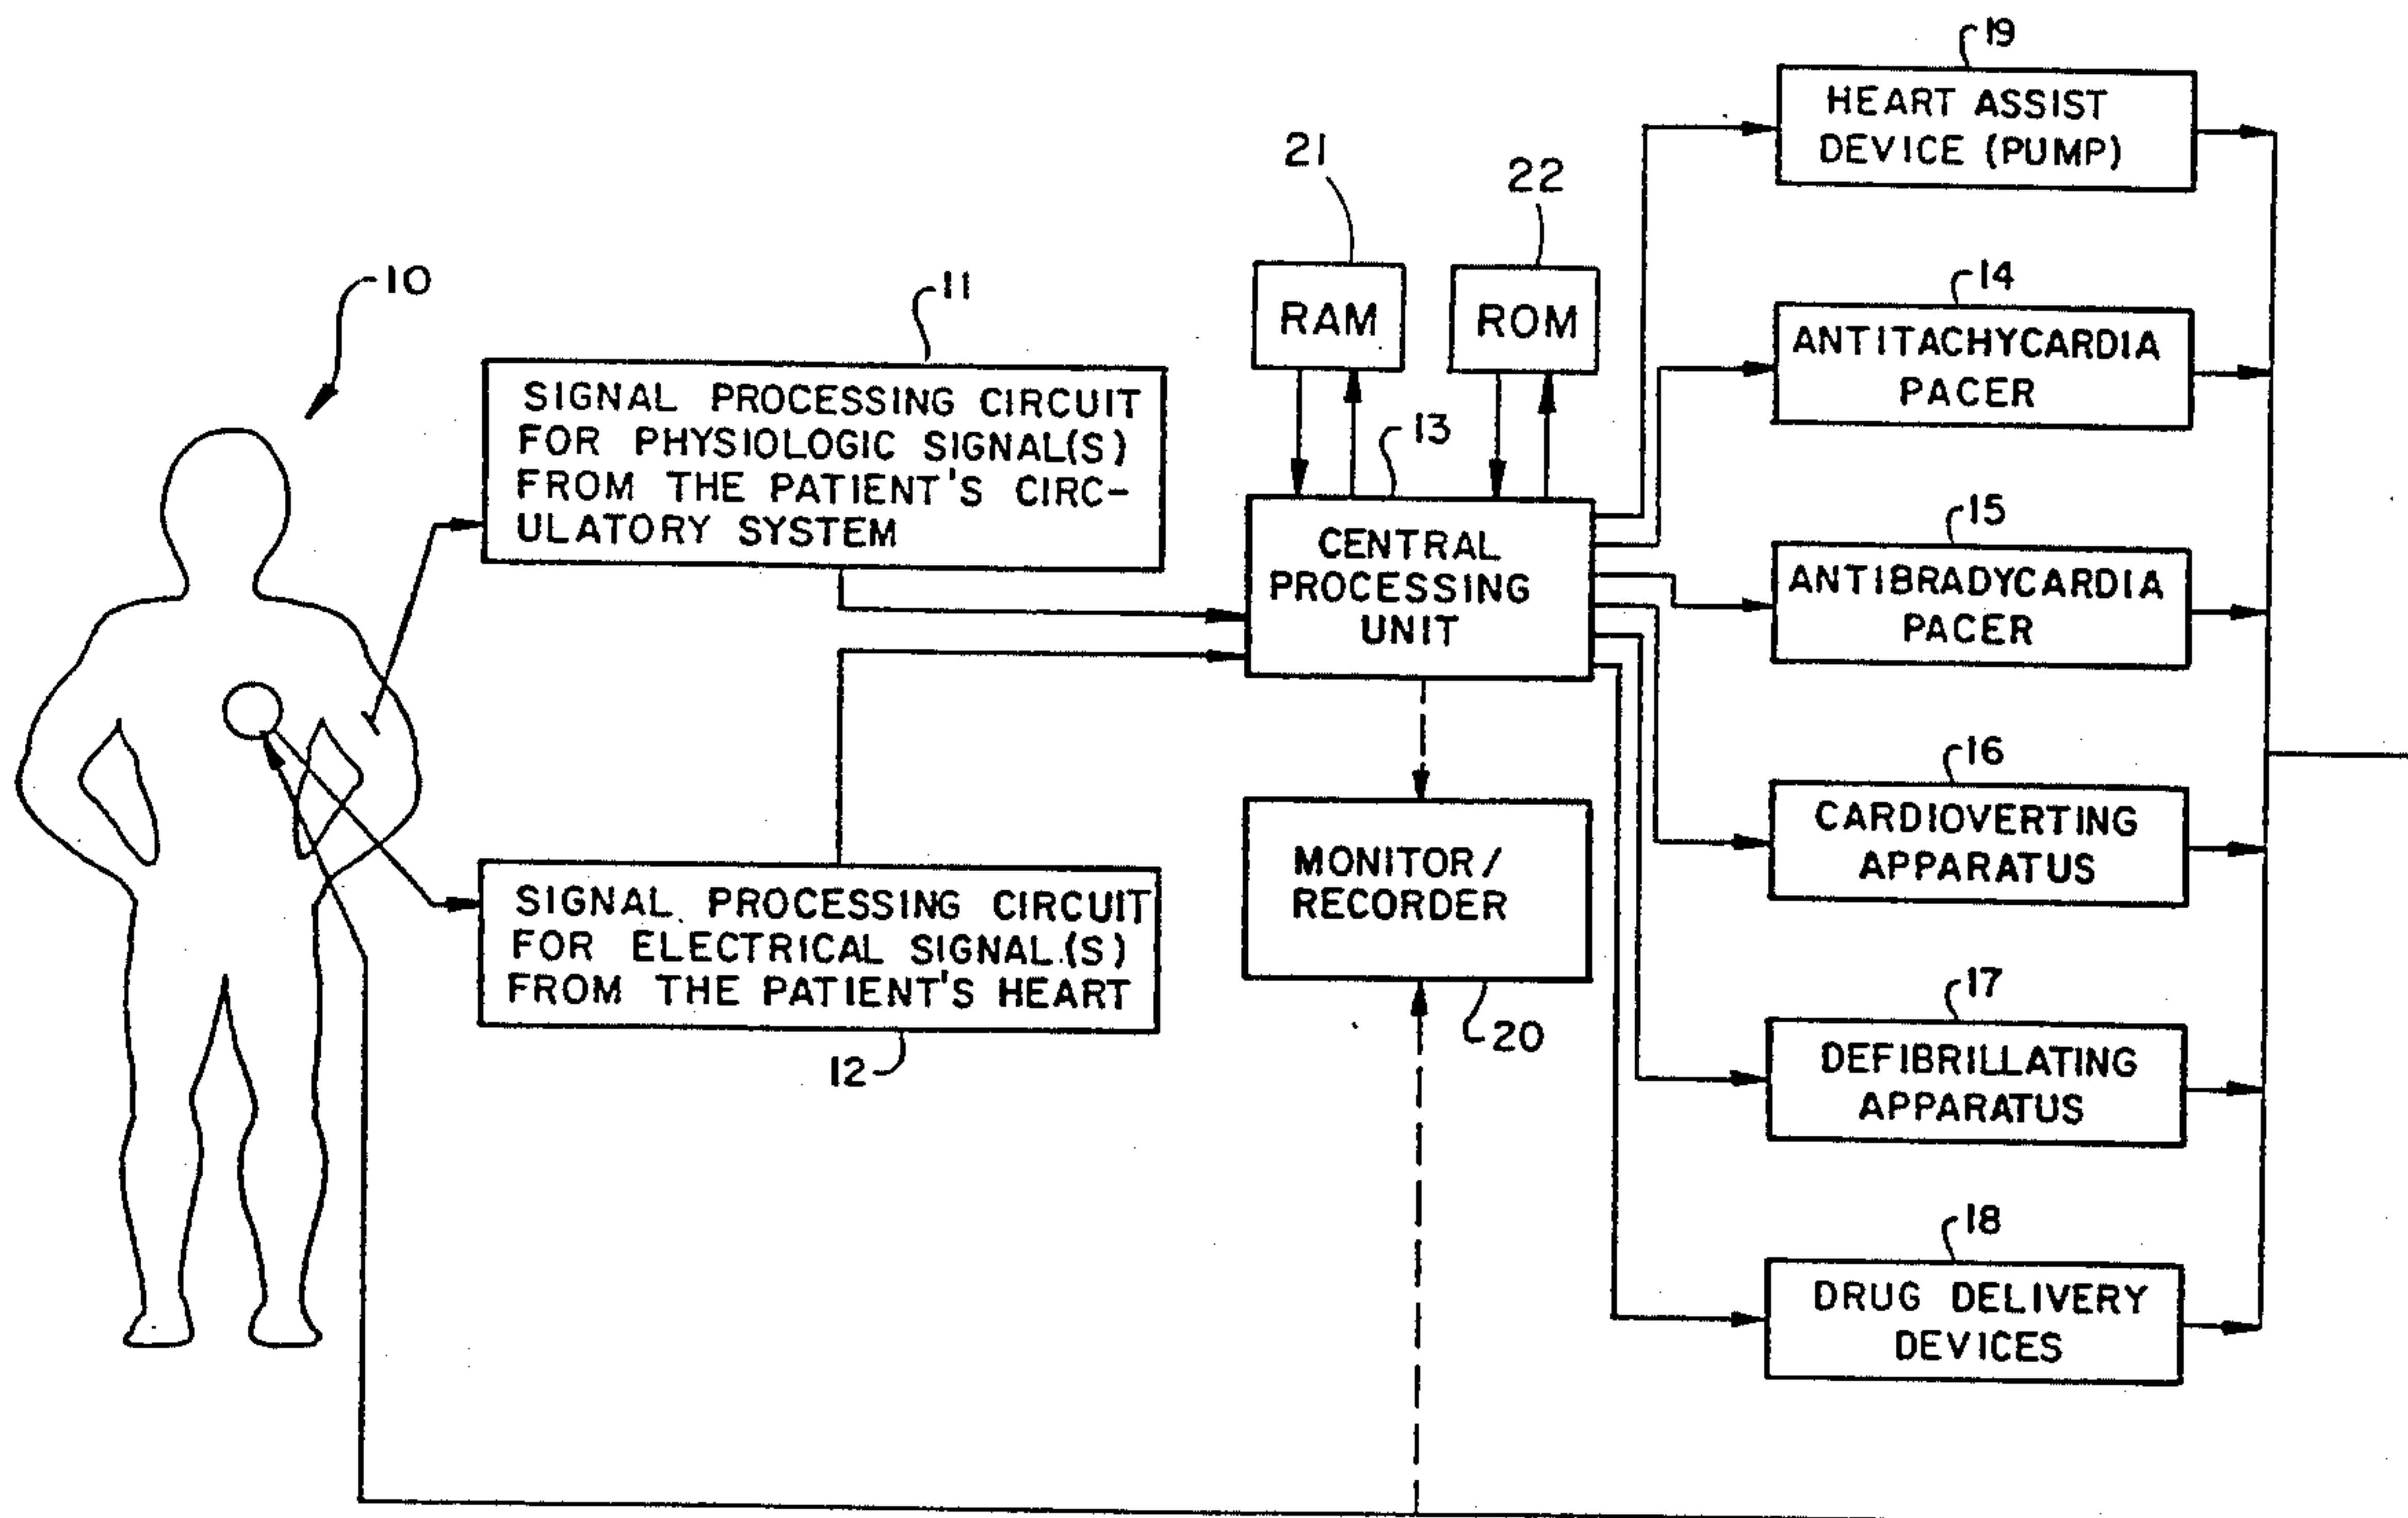 10
11
SIGNAL PROCESSING CIRCUIT
FOR PHYSIOLOGIC SIGNAL(S)
FROM THE PATIENT'S CIRC-
ULATORY SYSTEM
SIGNAL PROCESSING CIRCUIT
FOR ELECTRICAL SIGNAL(S)
FROM THE PATIENT'S HEART
12
21
RAM
22
ROM
13
CENTRAL
PROCESSING
UNIT
MONITOR/
RECORDER
20
19
HEART ASSIST
DEVICE (PUMP)
14
ANTITACHYCARDIA
PACER
15
ANTIBRADYCARDIA
PACER
16
CARDIOVERTING
APPARATUS
17
DEFIBRILLATING
APPARATUS
18
DRUG DELIVERY
DEVICES